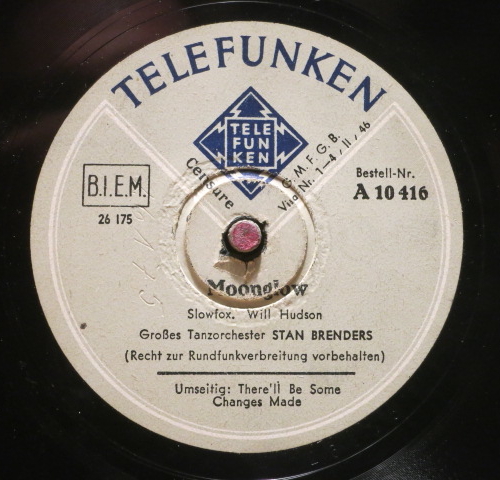 TELEFUNKEN
TELE
FUN
KEN
Censure
G. M. F. G. B.
Visa Nr. 1—4 / II / 46
B.I.E.M.
26 175
Bestell-Nr.
A 10 416
Moonglow
Slowfox. Will Hudson
Großes Tanzorchester STAN BRENDERS
(Recht zur Rundfunkverbreitung vorbehalten)
Umseitig: There'll Be Some
Changes Made